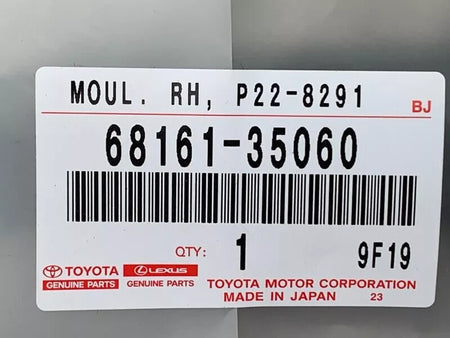 MOUL. RH, P22-8291
BJ
68161-35060
QTY: 1 9F19
TOYOTA LEXUS
GENUINE PARTS GENUINE PARTS
TOYOTA MOTOR CORPORATION
MADE IN JAPAN 23